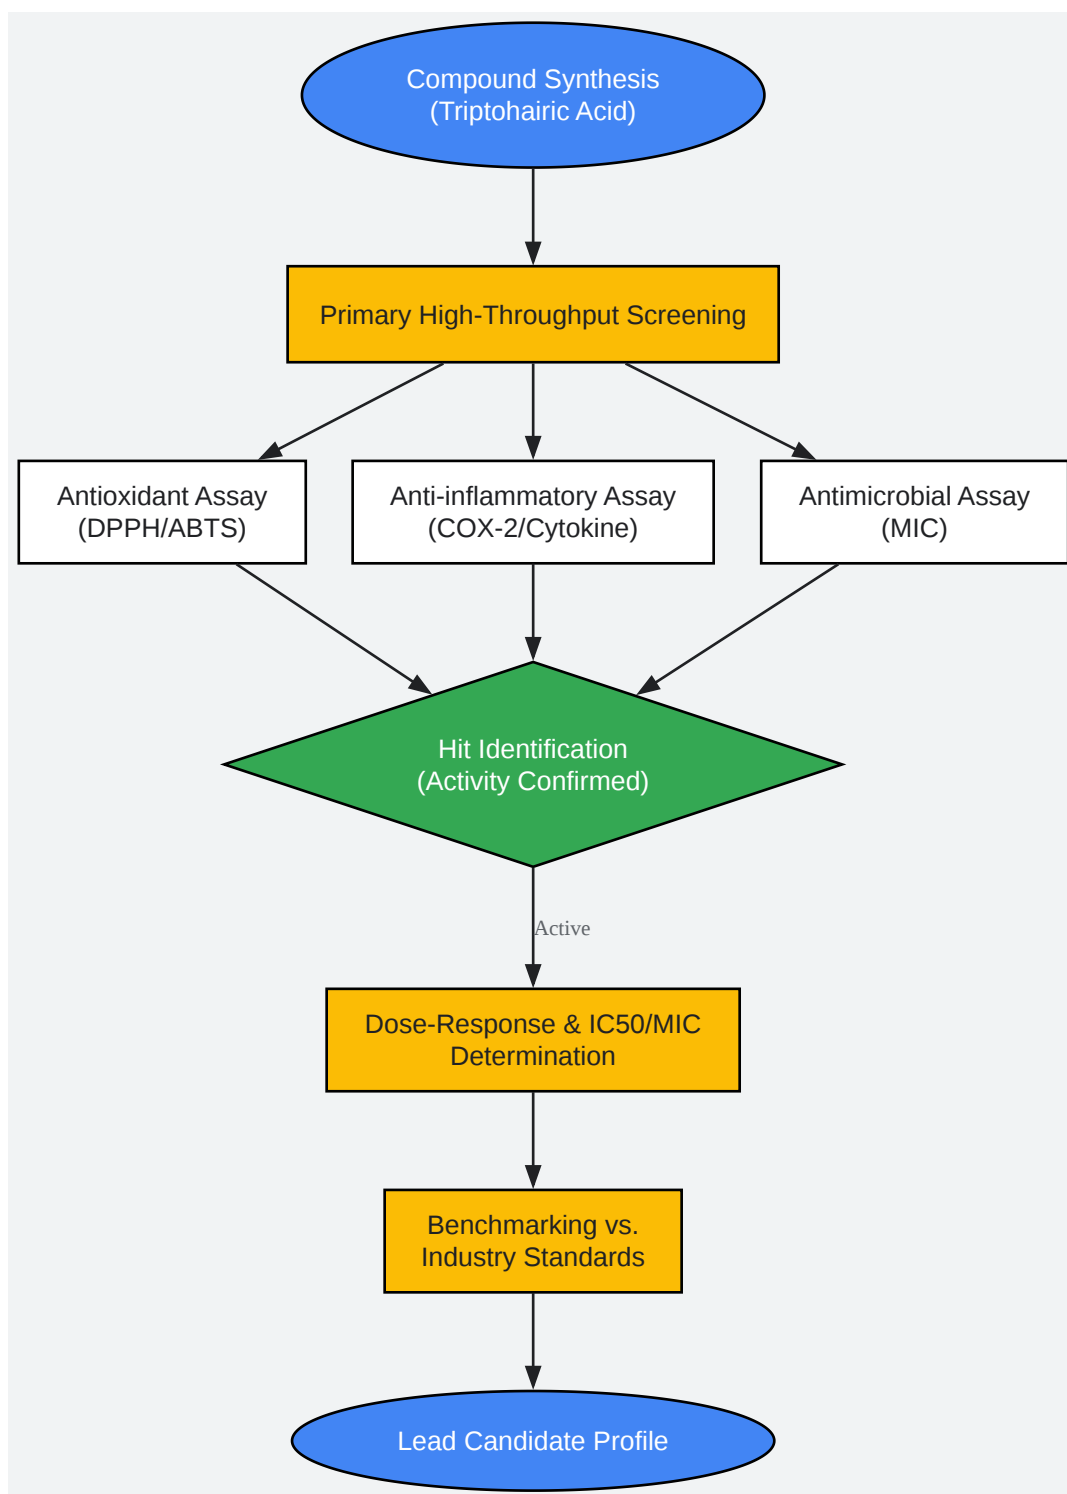 Compound Synthesis
(Triptohairic Acid)
Primary High-Throughput Screening
Antioxidant Assay
(DPPH/ABTS)
Anti-inflammatory Assay
(COX-2/Cytokine)
Antimicrobial Assay
(MIC)
Hit Identification
(Activity Confirmed)
Active
Dose-Response & IC50/MIC
Determination
Benchmarking vs.
Industry Standards
Lead Candidate Profile